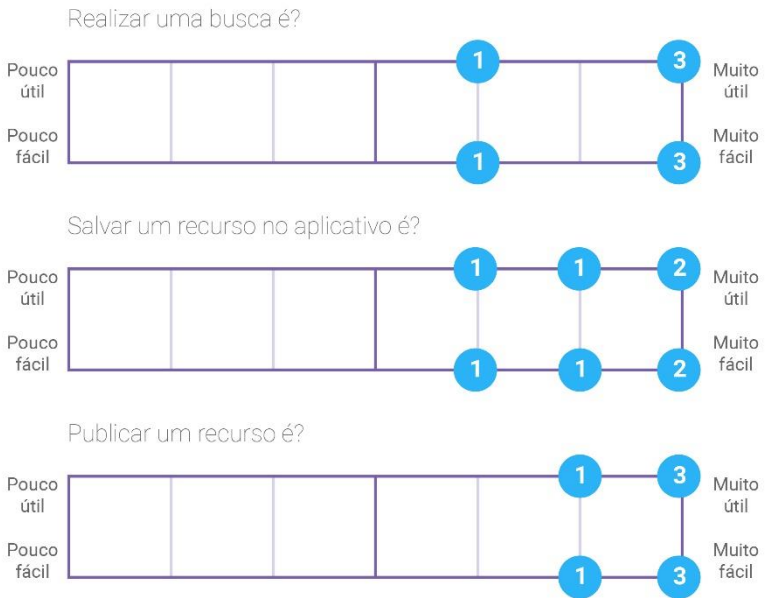 Realizar uma busca é?
1 3
Pouco
útil
Muito
útil
Pouco
fácil
Muito
fácil
1 3
Salvar um recurso no aplicativo é?
1 1 2
Pouco
útil
Muito
útil
Pouco
fácil
Muito
fácil
1 1 2
Publicar um recurso é?
1 3
Pouco
útil
Muito
útil
Pouco
fácil
Muito
fácil
1 3